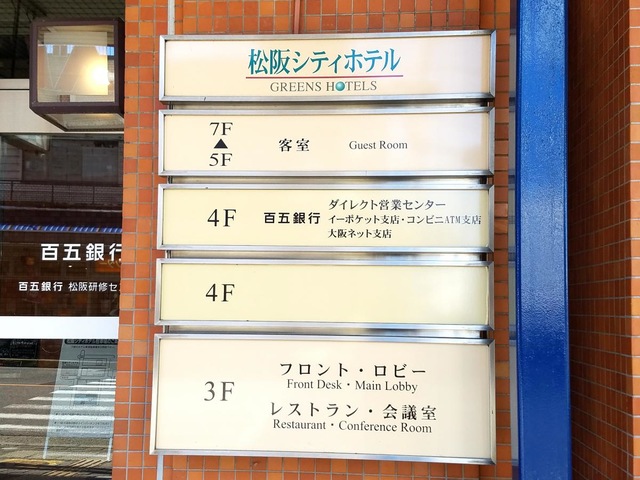 松阪シティホテル
GREENS HOTELS
7F
▲
5F
客室 Guest Room
4F 百五銀行
ダイレクト営業センター
イーポケット支店・コンビニATM支店
大阪ネット支店
4F
3F
フロント・ロビー
Front Desk・Main Lobby
レストラン・会議室
Restaurant・Conference Room
百五銀行
百五銀行 松阪研修セ